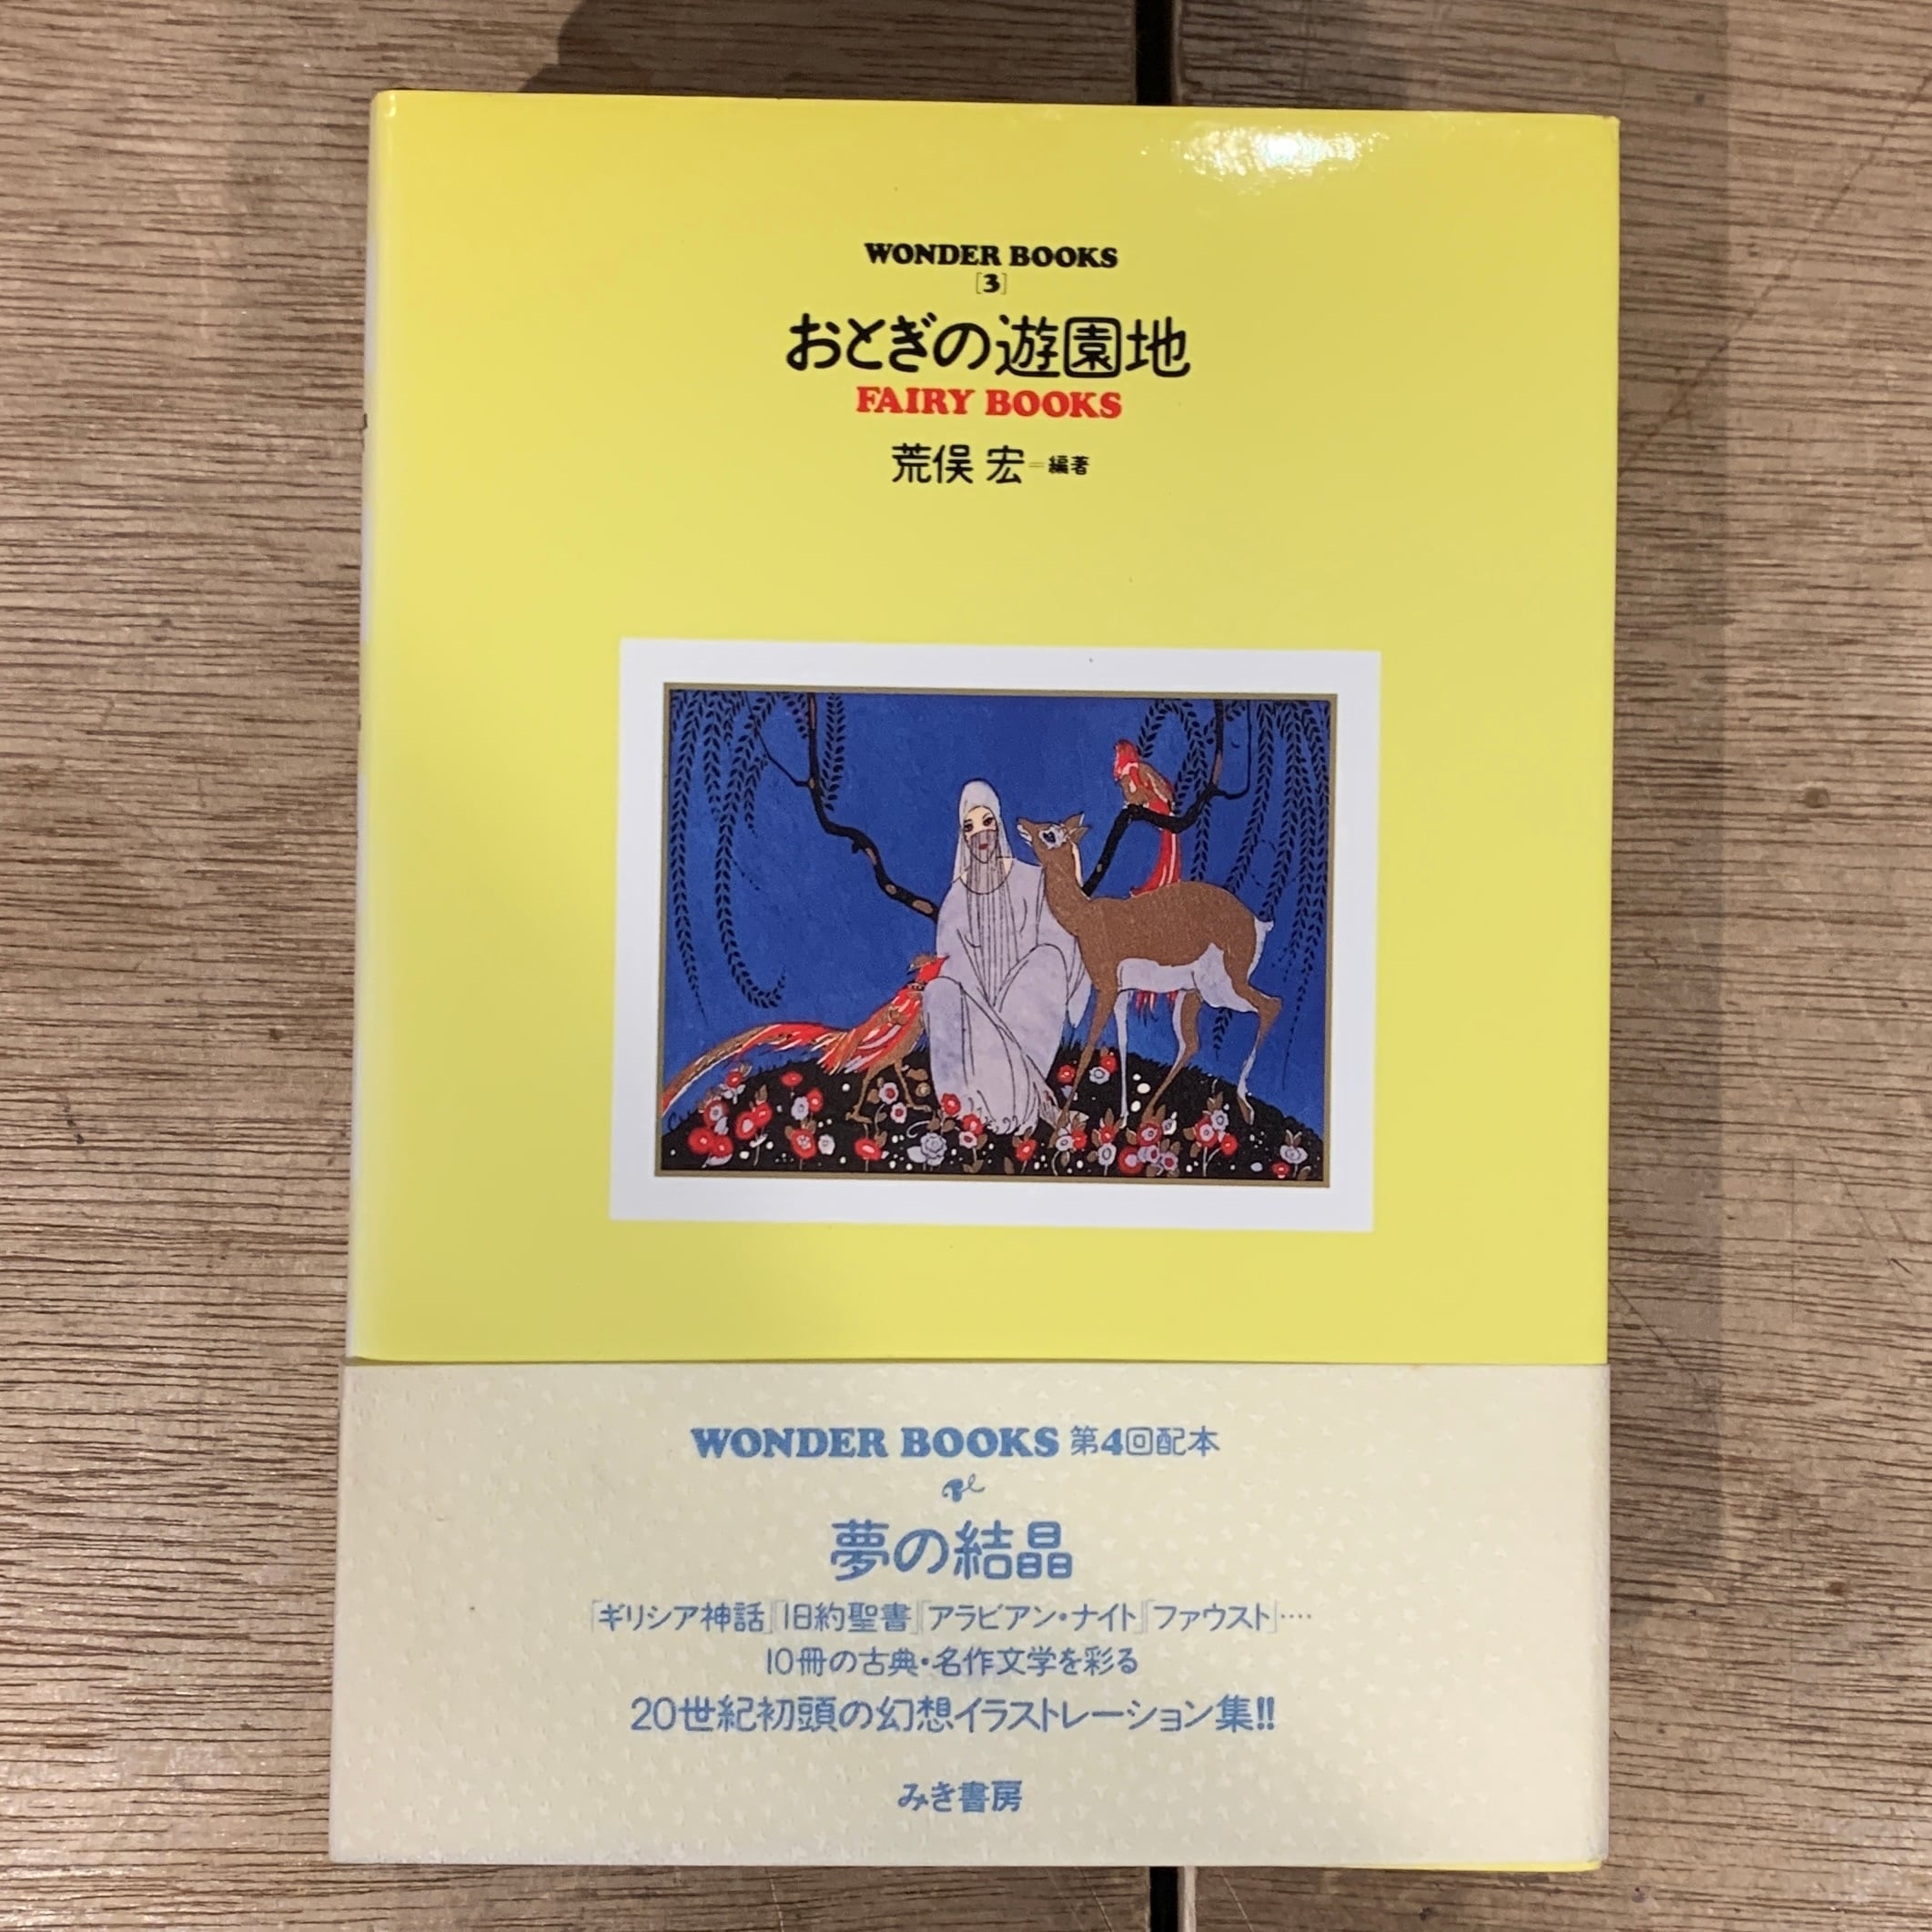 WONDER BOOKS
[3]
おとぎの遊園地
FAIRY BOOKS
荒俣 宏=編著
WONDER BOOKS 第4回配本
夢の結晶
「ギリシア神話」「旧約聖書」「アラビアン・ナイト」「ファウスト」‥‥
10冊の古典・名作文学を彩る
20世紀初頭の幻想イラストレーション集!!
みき書房